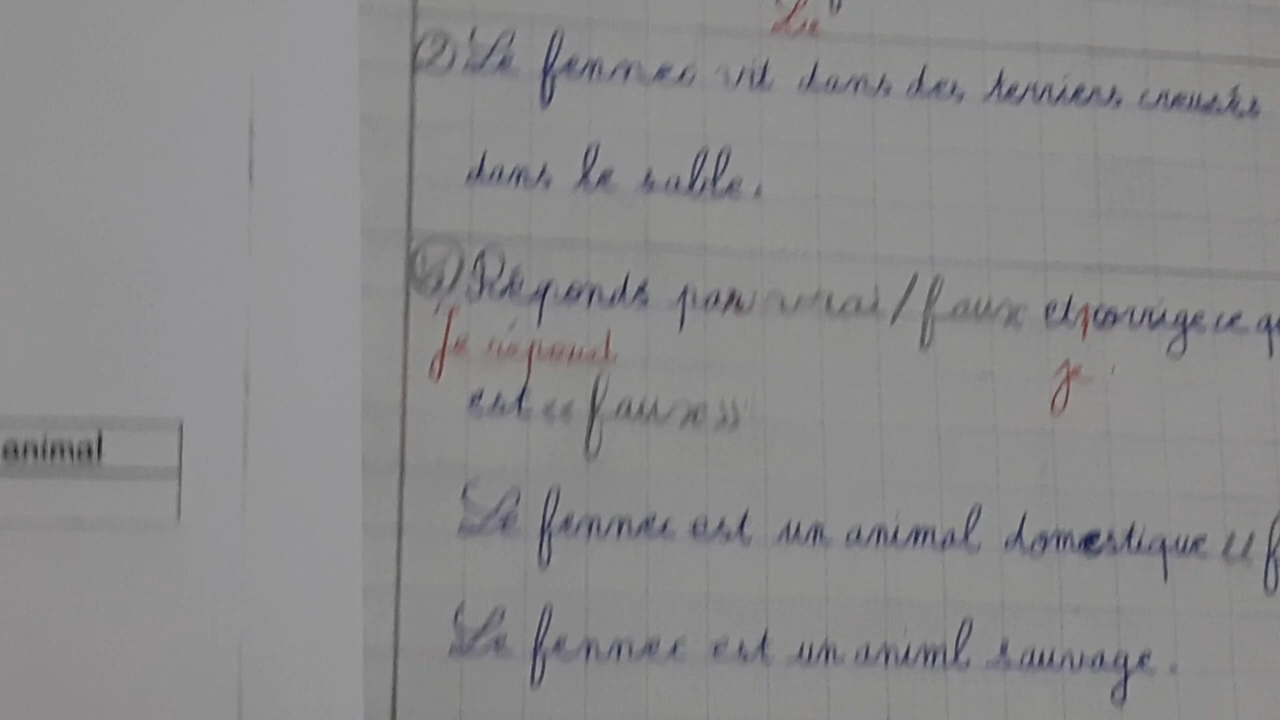 Le
② Le fennec vit dans des terriers creusés
dans le sable.
Réponds par vrai / faux et corrige ce q
Je répond
je
est «faux»
animal
Le fennec est un animal domestique « f
Le fennec est un animl sauvage.